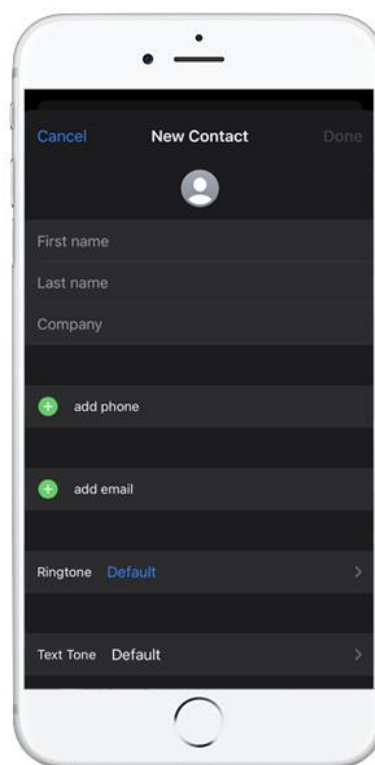 Cancel New Contact Done
First name
Last name
Company
add phone
add email
Ringtone Default
Text Tone Default